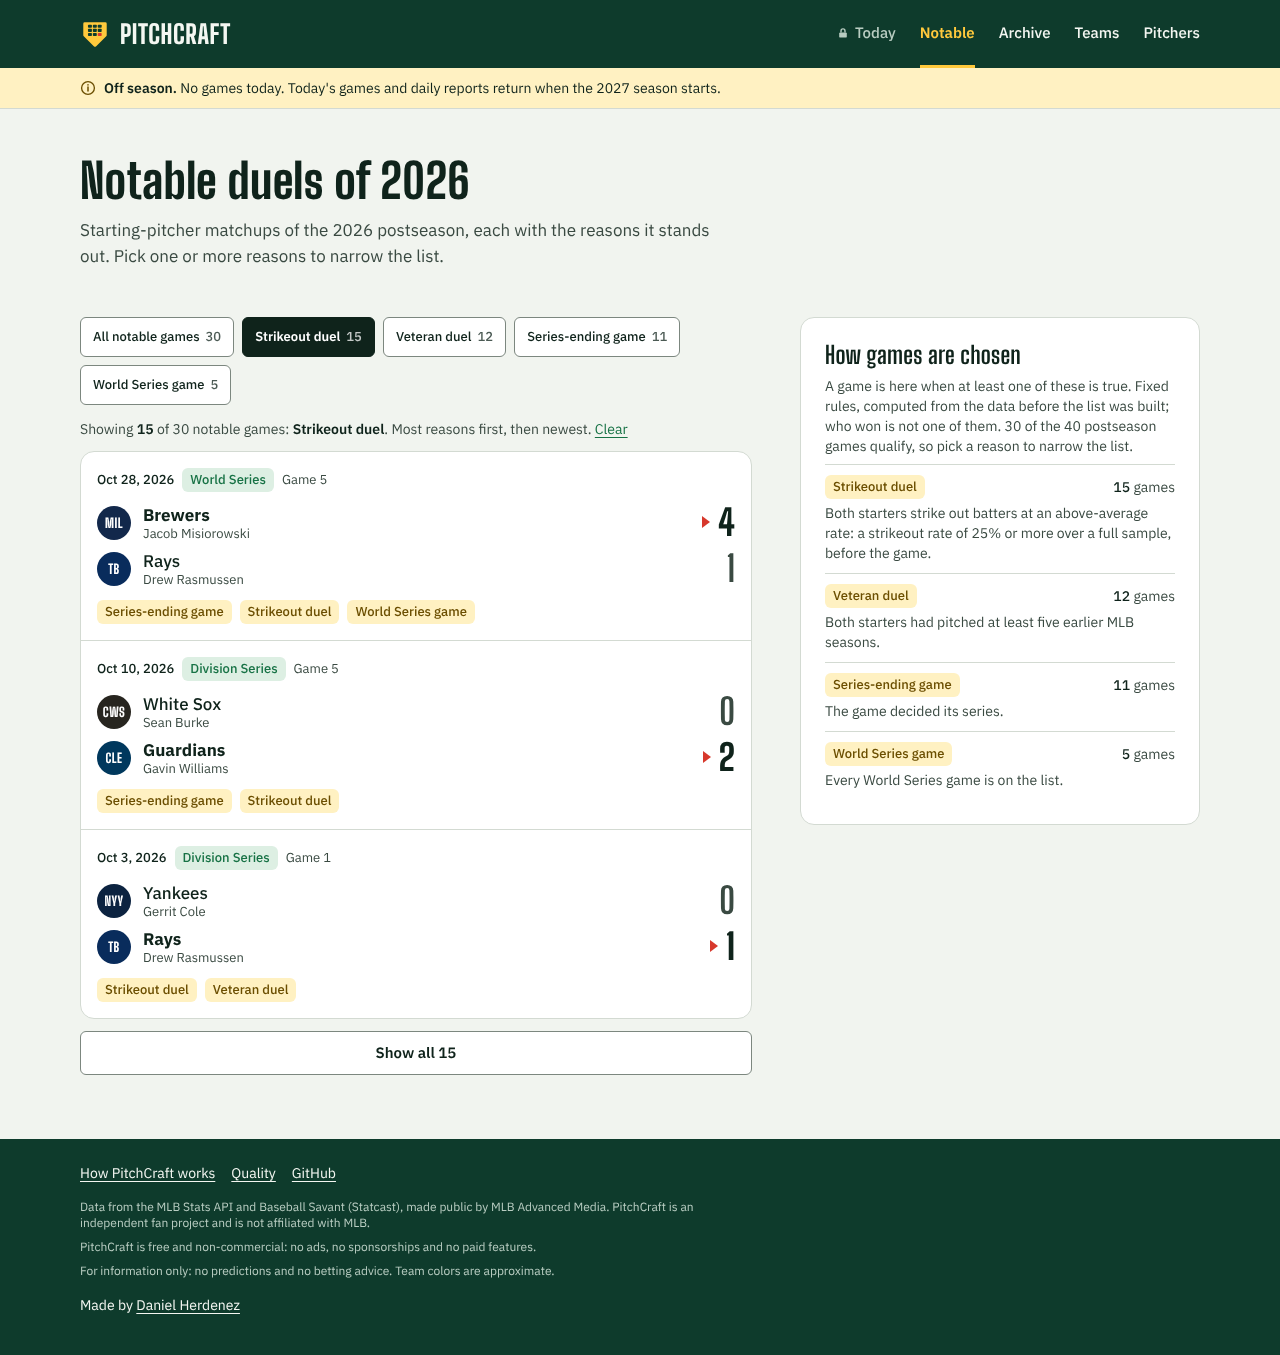 PITCHCRAFT
Today
Notable
Archive
Teams
Pitchers
Off season. No games today. Today's games and daily reports return when the 2027 season starts.
Notable duels of 2026
Starting-pitcher matchups of the 2026 postseason, each with the reasons it stands
out. Pick one or more reasons to narrow the list.
All notable games 30
Strikeout duel 15
Veteran duel 12
Series-ending game 11
World Series game 5
Showing 15 of 30 notable games: Strikeout duel. Most reasons first, then newest. Clear
Oct 28, 2026 World Series Game 5
MIL Brewers 4
Jacob Misiorowski
TB Rays 1
Drew Rasmussen
Series-ending game Strikeout duel World Series game
Oct 10, 2026 Division Series Game 5
CWS White Sox 0
Sean Burke
CLE Guardians 2
Gavin Williams
Series-ending game Strikeout duel
Oct 3, 2026 Division Series Game 1
NYY Yankees 0
Gerrit Cole
TB Rays 1
Drew Rasmussen
Strikeout duel Veteran duel
Show all 15
How games are chosen
A game is here when at least one of these is true. Fixed
rules, computed from the data before the list was built;
who won is not one of them. 30 of the 40 postseason
games qualify, so pick a reason to narrow the list.
Strikeout duel 15 games
Both starters strike out batters at an above-average
rate: a strikeout rate of 25% or more over a full sample,
before the game.
Veteran duel 12 games
Both starters had pitched at least five earlier MLB
seasons.
Series-ending game 11 games
The game decided its series.
World Series game 5 games
Every World Series game is on the list.
How PitchCraft works Quality GitHub
Data from the MLB Stats API and Baseball Savant (Statcast), made public by MLB Advanced Media. PitchCraft is an
independent fan project and is not affiliated with MLB.
PitchCraft is free and non-commercial: no ads, no sponsorships and no paid features.
For information only: no predictions and no betting advice. Team colors are approximate.
Made by Daniel Herdenez